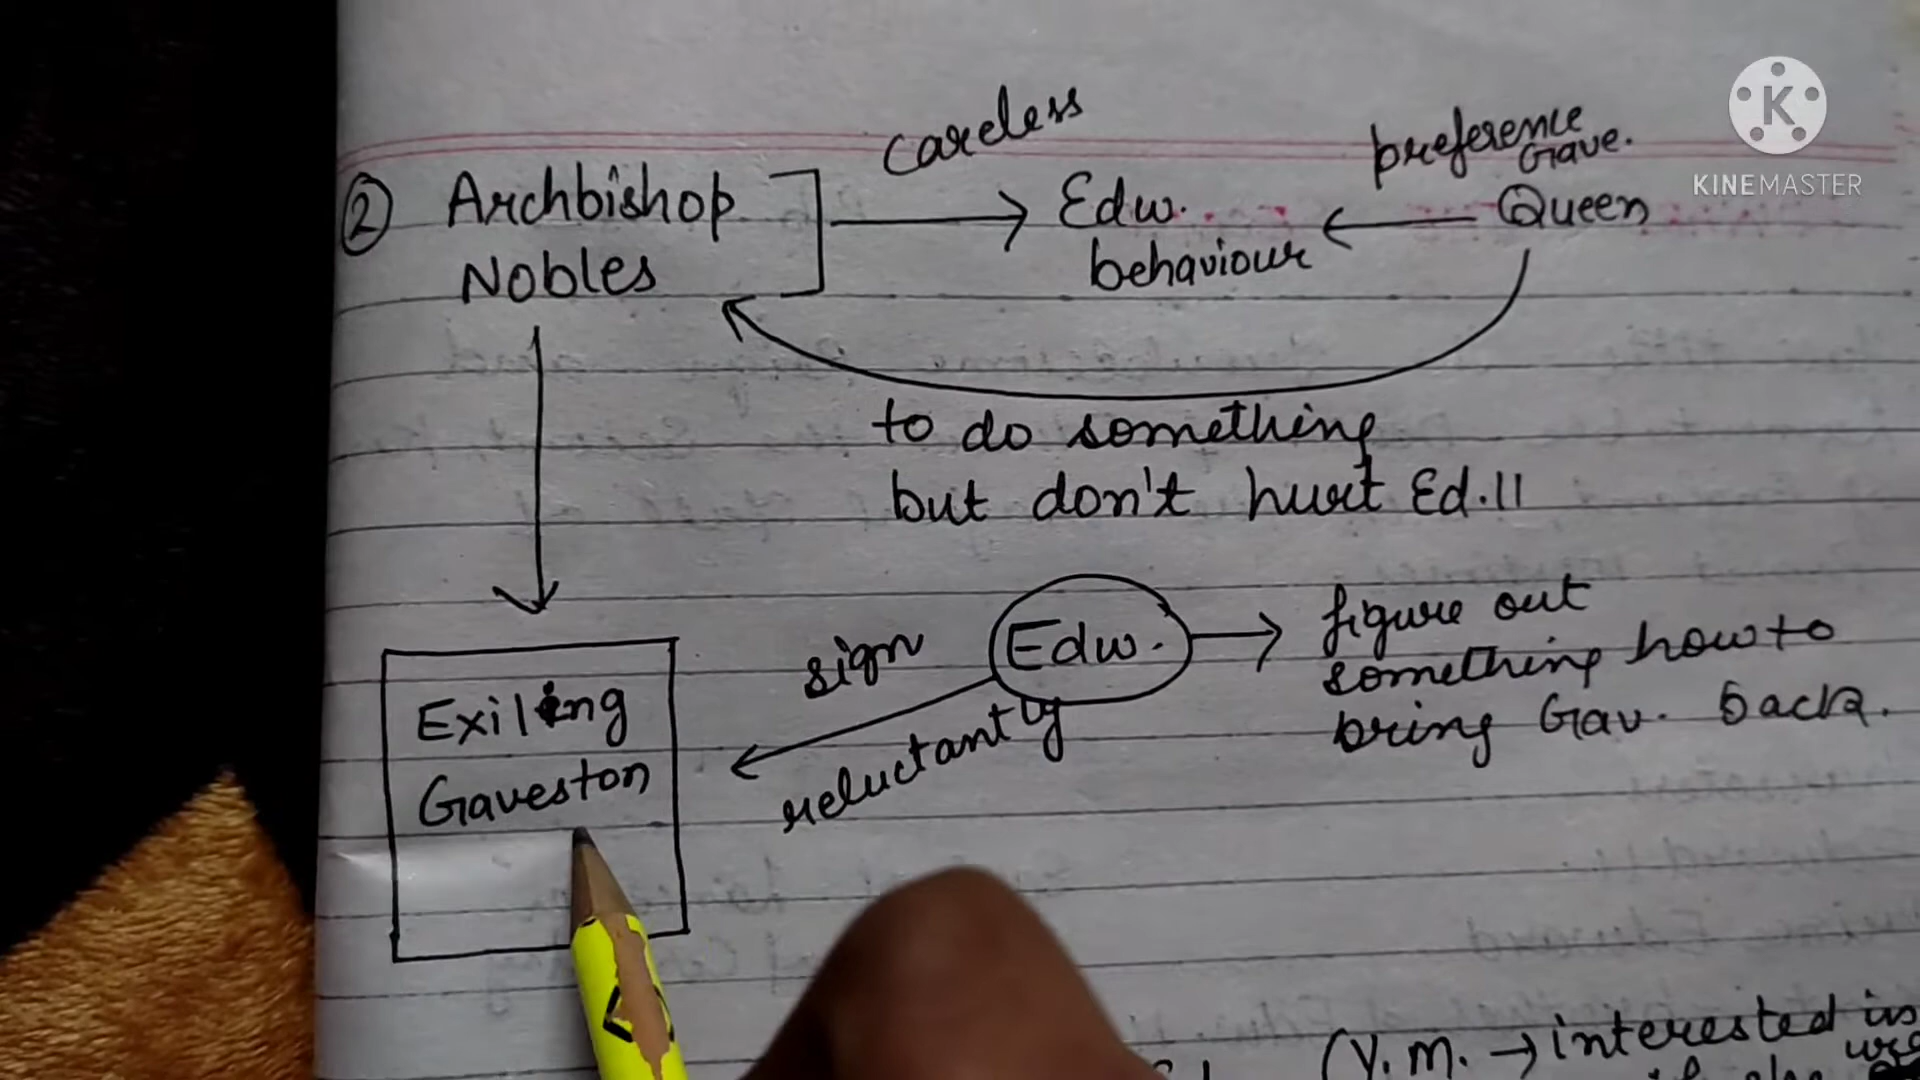 careless
preference
Gave.
KINEMASTER
② Archbishop
Nobles
Edw.
behaviour
Queen
to do something
but don't hurt Ed.II
Exiling
Gaveston
sign
reluctantly
Edw.
figure out
something how to
bring Gav. back.
(Y.M. → interested in